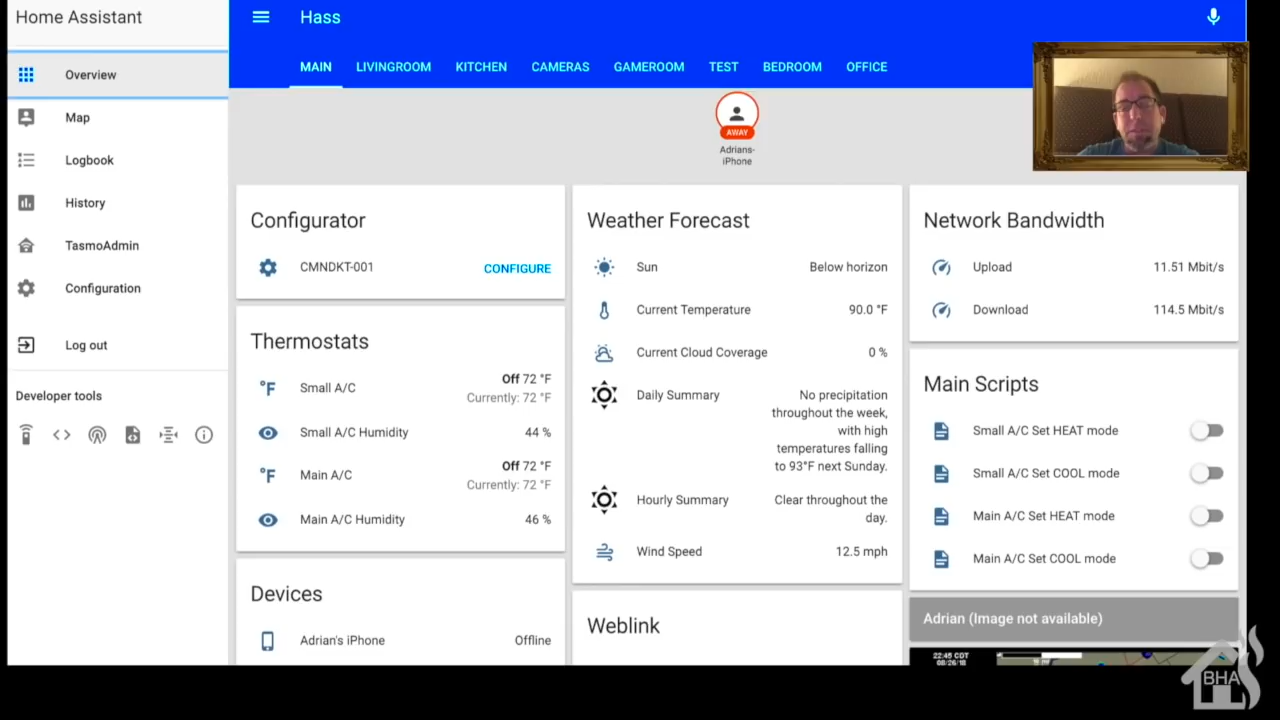 Home Assistant
Overview
Map
Logbook
History
TasmoAdmin
Configuration
Log out
Developer tools
Hass
MAIN LIVINGROOM KITCHEN CAMERAS GAMEROOM TEST BEDROOM OFFICE
AWAY
Adrians-
iPhone
Configurator
CMNDKT-001 CONFIGURE
Thermostats
°F Small A/C Off 72 °F
Currently: 72 °F
Small A/C Humidity 44 %
°F Main A/C Off 72 °F
Currently: 72 °F
Main A/C Humidity 46 %
Devices
Adrian's iPhone Offline
Weather Forecast
Sun Below horizon
Current Temperature 90.0 °F
Current Cloud Coverage 0 %
Daily Summary No precipitation
throughout the week,
with high
temperatures falling
to 93°F next Sunday.
Hourly Summary Clear throughout the
day.
Wind Speed 12.5 mph
Weblink
Network Bandwidth
Upload 11.51 Mbit/s
Download 114.5 Mbit/s
Main Scripts
Small A/C Set HEAT mode
Small A/C Set COOL mode
Main A/C Set HEAT mode
Main A/C Set COOL mode
Adrian (Image not available)
22:45 CDT
08/26/18
BHA